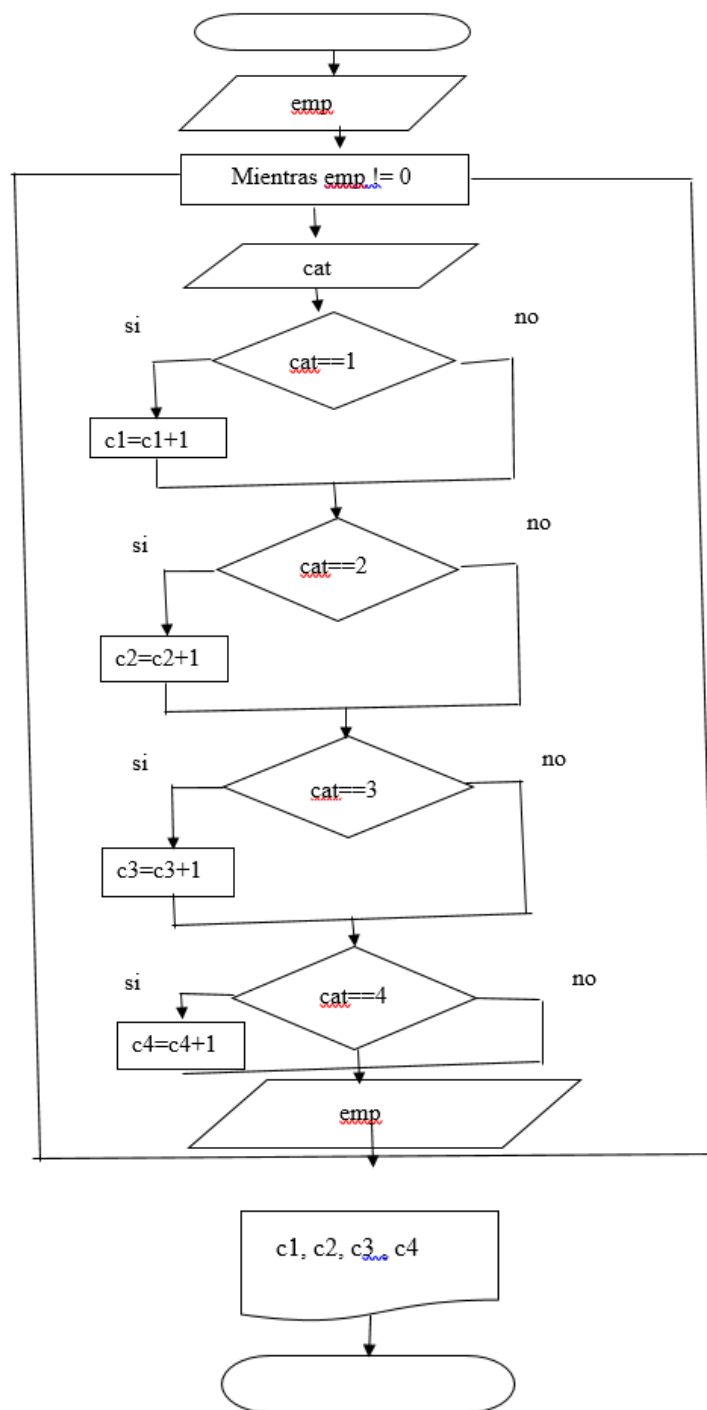 emp
Mientras emp != 0
cat
si
no
cat==1
c1=c1+1
si
no
cat==2
c2=c2+1
si
no
cat==3
c3=c3+1
si
no
cat==4
c4=c4+1
emp
c1, c2, c3 , c4